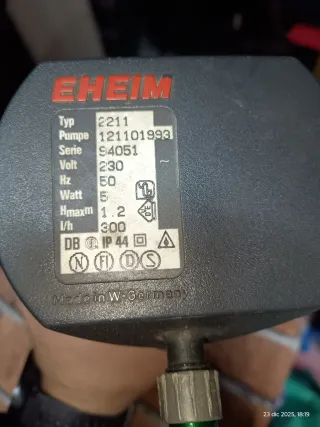 EHEIM
Typ 2211
Pumpe 121101993
Serie 94051
Volt 230 ~
Hz 50
Watt 5
Hmax m 1.2
l/h 300
DB IP 44
N FI D S
Made in W.-Germany
23 dic 2025, 18:19